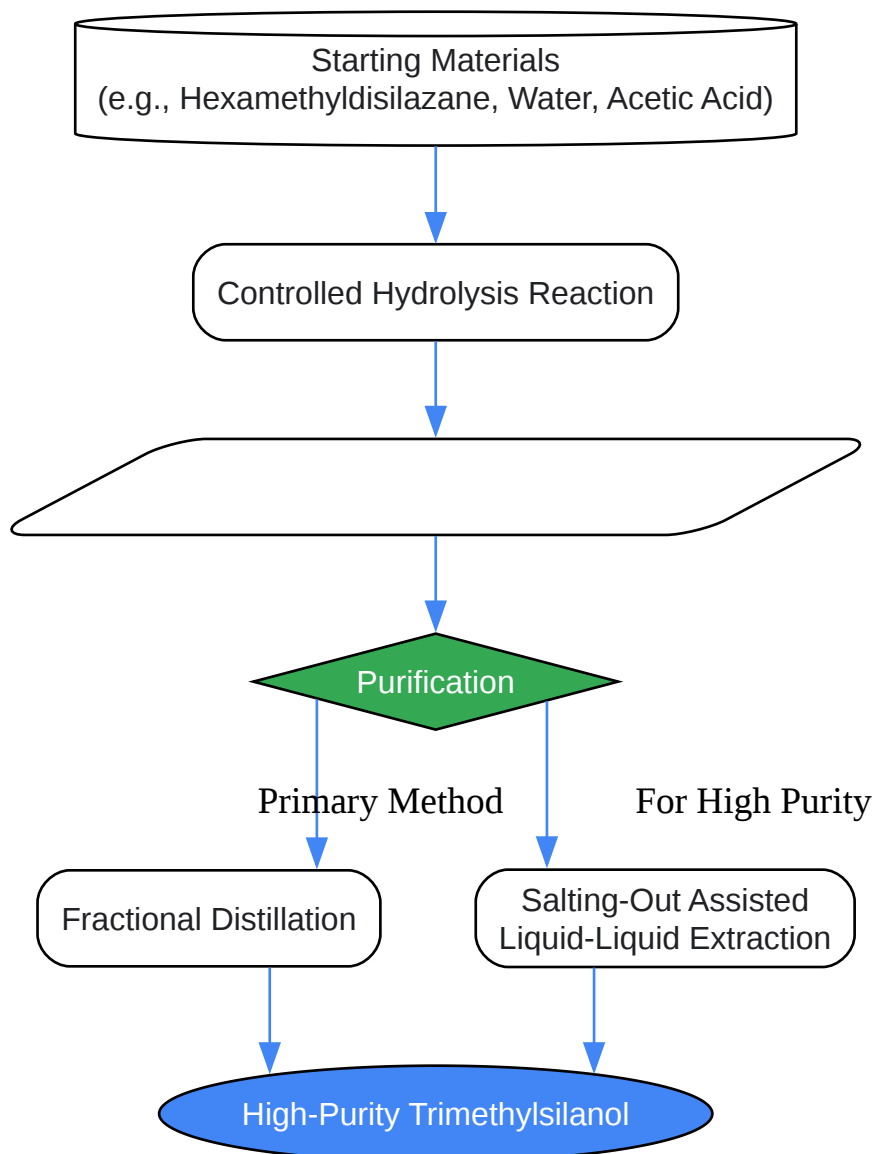 Starting Materials
(e.g., Hexamethyldisilazane, Water, Acetic Acid)
Controlled Hydrolysis Reaction
Purification
Primary Method
For High Purity
Fractional Distillation
Salting-Out Assisted
Liquid-Liquid Extraction
High-Purity Trimethylsilanol